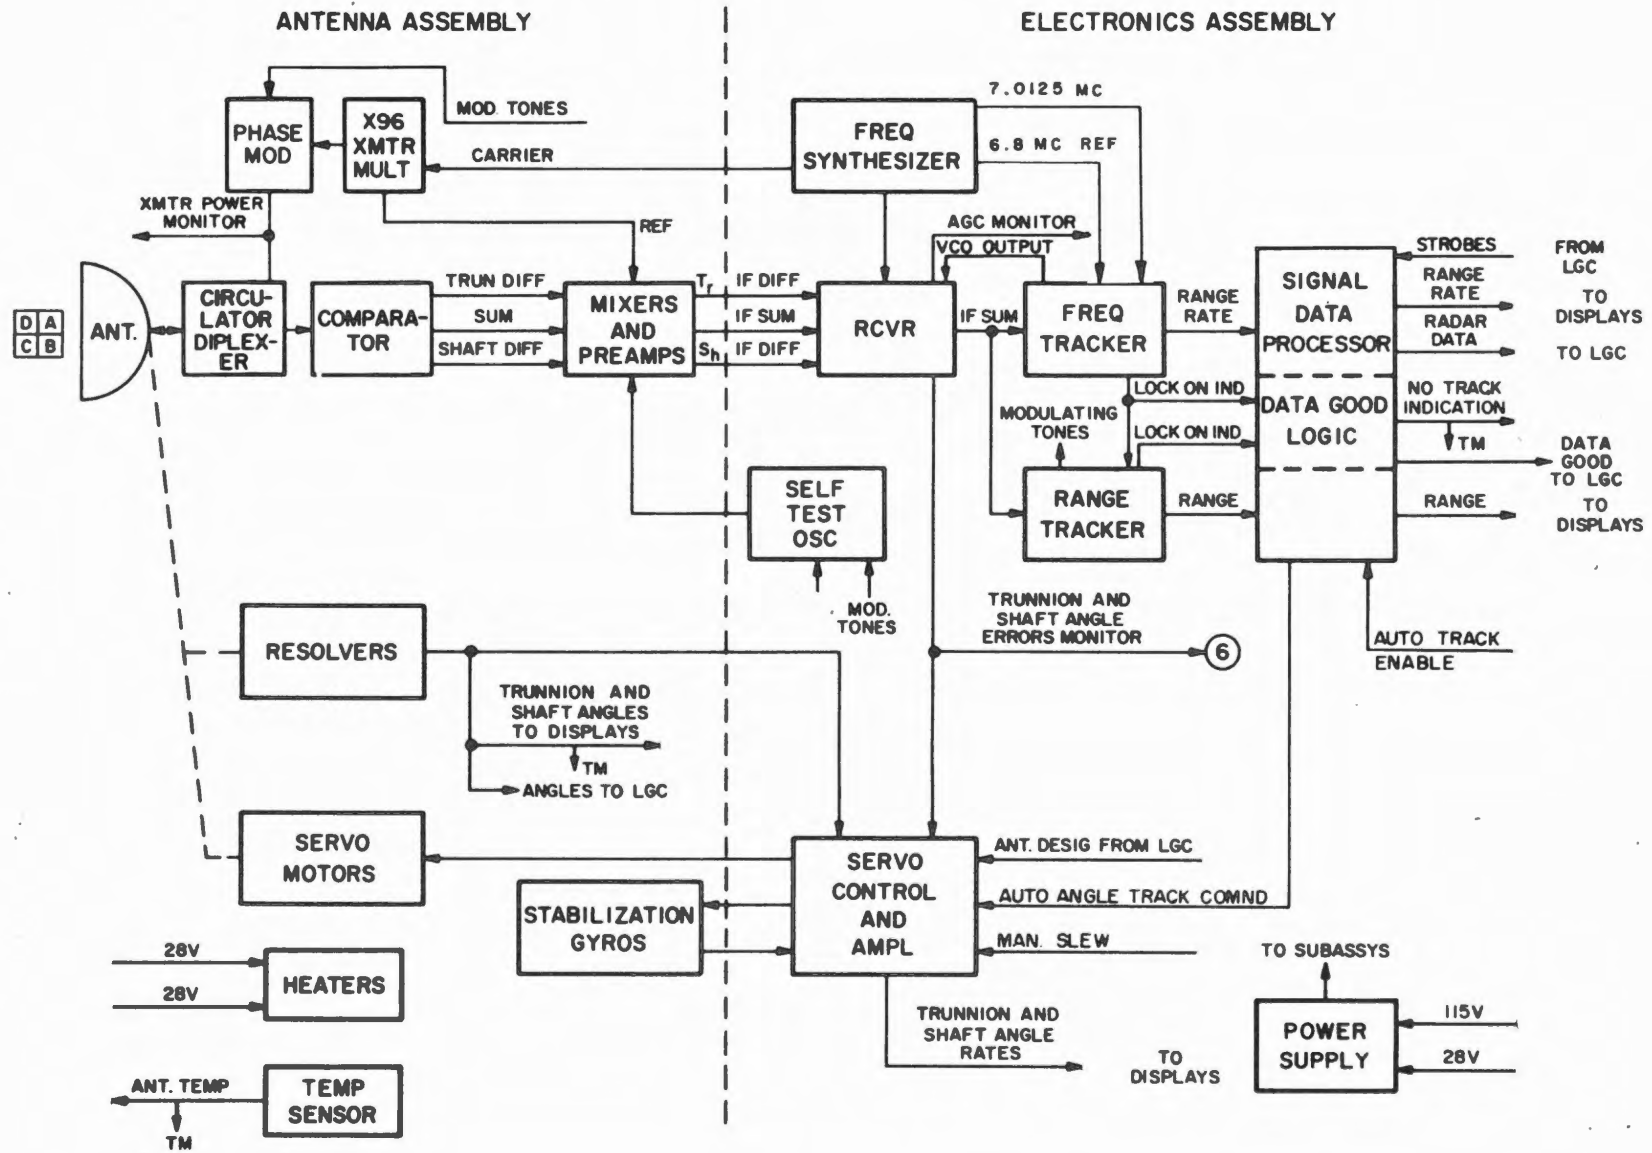 ANTENNA ASSEMBLY
ELECTRONICS ASSEMBLY
MOD. TONES
PHASE
MOD
X96
XMTR
MULT
CARRIER
FREQ
SYNTHESIZER
7.0125 MC
6.8 MC REF
XMTR POWER
MONITOR
REF
AGC MONITOR
VCO OUTPUT
D A
C B
ANT.
CIRCU-
LATOR
DIPLEX-
ER
COMPARA-
TOR
TRUN DIFF
SUM
SHAFT DIFF
MIXERS
AND
PREAMPS
Tr IF DIFF
IF SUM
Sh IF DIFF
RCVR
IF SUM
FREQ
TRACKER
RANGE
RATE
SIGNAL
DATA
PROCESSOR
STROBES
FROM
LGC
RANGE
RATE
TO
DISPLAYS
RADAR
DATA
TO LGC
LOCK ON IND
MODULATING
TONES
LOCK ON IND
DATA GOOD
LOGIC
NO TRACK
INDICATION
TM
DATA
GOOD
TO LGC
SELF
TEST
OSC
MOD.
TONES
RANGE
TRACKER
RANGE
RANGE
TO
DISPLAYS
RESOLVERS
TRUNNION AND
SHAFT ANGLES
TO DISPLAYS
TM
ANGLES TO LGC
TRUNNION AND
SHAFT ANGLE
ERRORS MONITOR
6
AUTO TRACK
ENABLE
SERVO
MOTORS
STABILIZATION
GYROS
SERVO
CONTROL
AND
AMPL
ANT. DESIG FROM LGC
AUTO ANGLE TRACK COMND
MAN. SLEW
28V
28V
HEATERS
TRUNNION AND
SHAFT ANGLE
RATES
TO
DISPLAYS
TO SUBASSYS
POWER
SUPPLY
115V
28V
ANT. TEMP
TM
TEMP
SENSOR